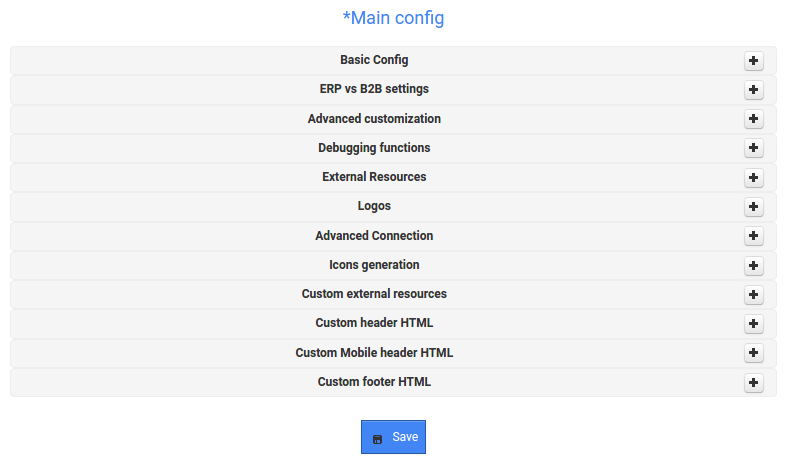 *Main config
Basic Config
ERP vs B2B settings
Advanced customization
Debugging functions
External Resources
Logos
Advanced Connection
Icons generation
Custom external resources
Custom header HTML
Custom Mobile header HTML
Custom footer HTML
Save